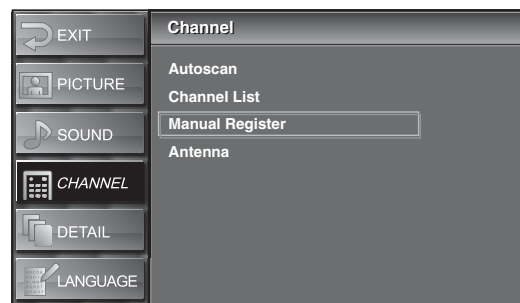 EXIT
PICTURE
SOUND
CHANNEL
DETAIL
LANGUAGE
Channel
Autoscan
Channel List
Manual Register
Antenna